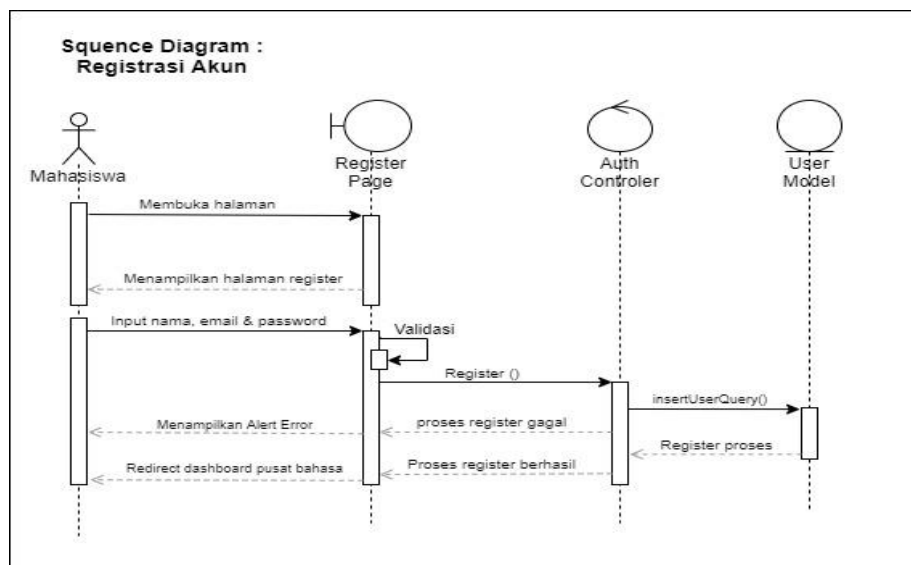 Squence Diagram :
Registrasi Akun
Mahasiswa
Register
Page
Auth
Controler
User
Model
Membuka halaman
Menampilkan halaman register
Input nama, email & password
Validasi
Register ()
insertUserQuery()
Menampilkan Alert Error
proses register gagal
Register proses
Redirect dashboard pusat bahasa
Proses register berhasil